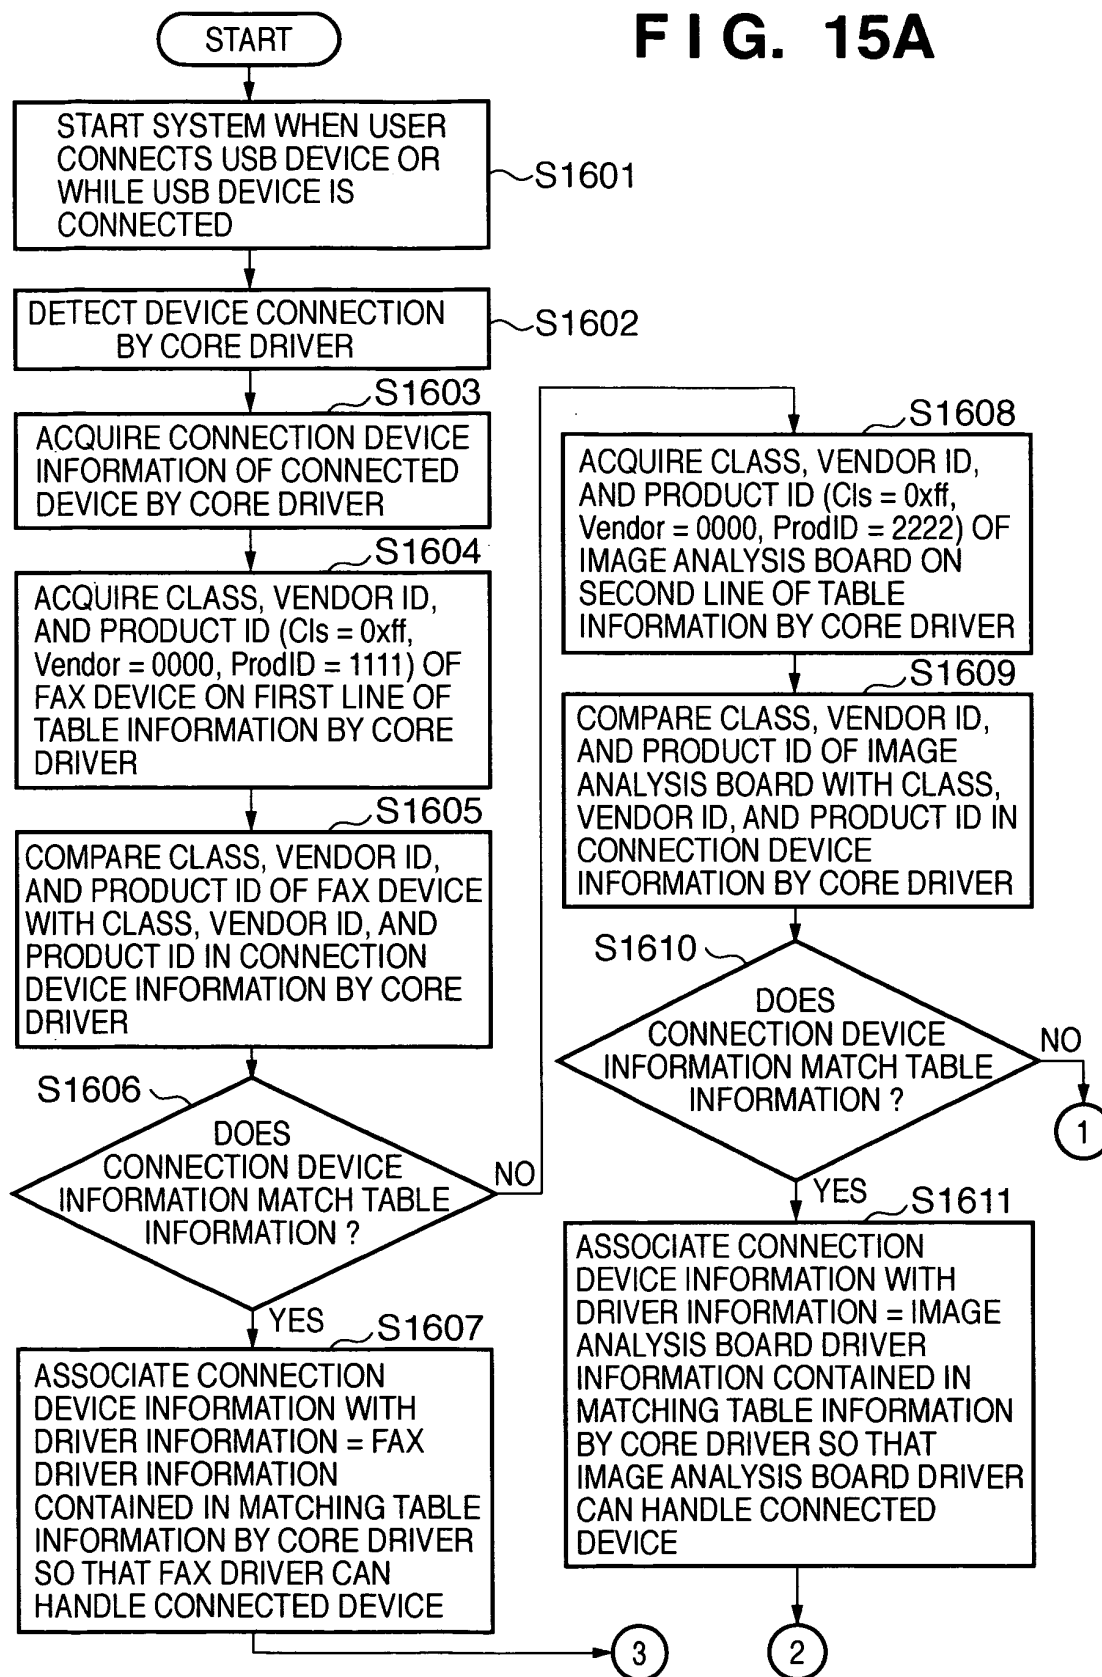 FIG. 15A
START
START SYSTEM WHEN USER
CONNECTS USB DEVICE OR
WHILE USB DEVICE IS
CONNECTED
S1601
DETECT DEVICE CONNECTION
BY CORE DRIVER
S1602
S1603
ACQUIRE CONNECTION DEVICE
INFORMATION OF CONNECTED
DEVICE BY CORE DRIVER
S1604
ACQUIRE CLASS, VENDOR ID,
AND PRODUCT ID (Cls = 0xff,
Vendor = 0000, ProdID = 1111) OF
FAX DEVICE ON FIRST LINE OF
TABLE INFORMATION BY CORE
DRIVER
S1605
COMPARE CLASS, VENDOR ID,
AND PRODUCT ID OF FAX DEVICE
WITH CLASS, VENDOR ID, AND
PRODUCT ID IN CONNECTION
DEVICE INFORMATION BY CORE
DRIVER
S1606
DOES
CONNECTION DEVICE
INFORMATION MATCH TABLE
INFORMATION ?
NO
YES
S1607
ASSOCIATE CONNECTION
DEVICE INFORMATION WITH
DRIVER INFORMATION = FAX
DRIVER INFORMATION
CONTAINED IN MATCHING TABLE
INFORMATION BY CORE DRIVER
SO THAT FAX DRIVER CAN
HANDLE CONNECTED DEVICE
3
S1608
ACQUIRE CLASS, VENDOR ID,
AND PRODUCT ID (Cls = 0xff,
Vendor = 0000, ProdID = 2222) OF
IMAGE ANALYSIS BOARD ON
SECOND LINE OF TABLE
INFORMATION BY CORE DRIVER
S1609
COMPARE CLASS, VENDOR ID,
AND PRODUCT ID OF IMAGE
ANALYSIS BOARD WITH CLASS,
VENDOR ID, AND PRODUCT ID IN
CONNECTION DEVICE
INFORMATION BY CORE DRIVER
S1610
DOES
CONNECTION DEVICE
INFORMATION MATCH TABLE
INFORMATION ?
NO
1
YES
S1611
ASSOCIATE CONNECTION
DEVICE INFORMATION WITH
DRIVER INFORMATION = IMAGE
ANALYSIS BOARD DRIVER
INFORMATION CONTAINED IN
MATCHING TABLE INFORMATION
BY CORE DRIVER SO THAT
IMAGE ANALYSIS BOARD DRIVER
CAN HANDLE CONNECTED
DEVICE
2